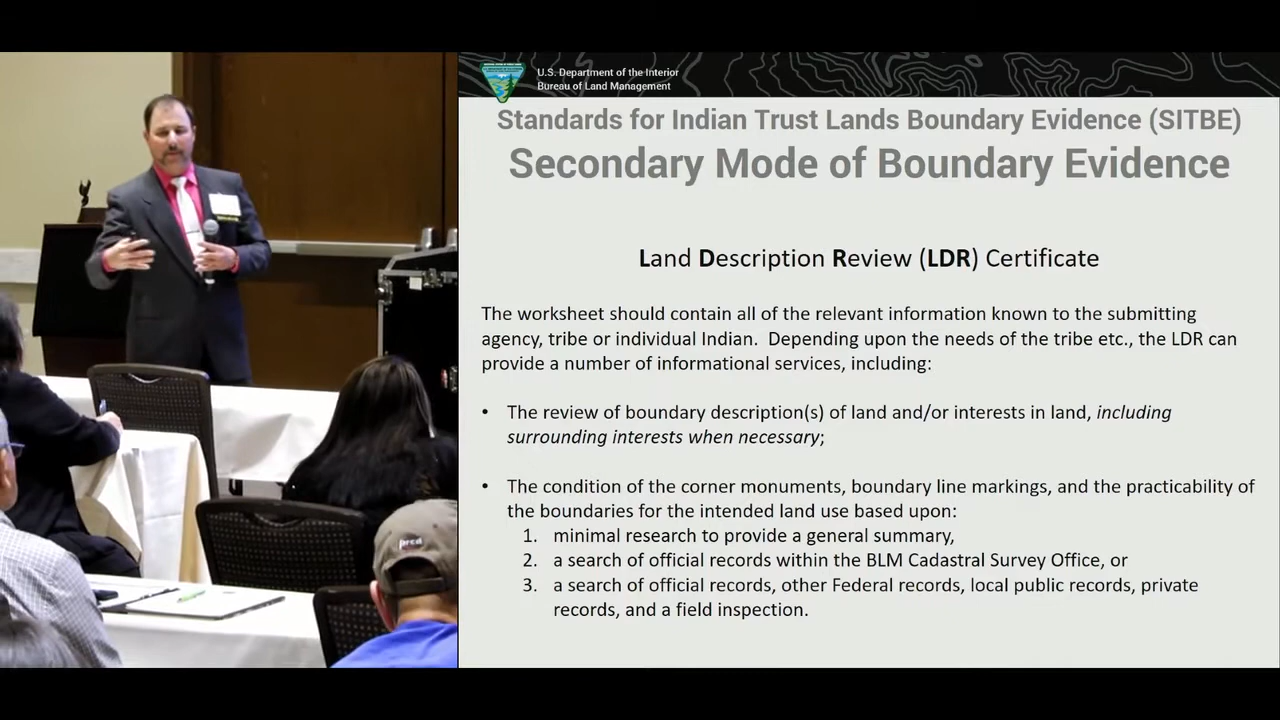 U.S. Department of the Interior
Bureau of Land Management
Standards for Indian Trust Lands Boundary Evidence (SITBE)
Secondary Mode of Boundary Evidence
Land Description Review (LDR) Certificate
The worksheet should contain all of the relevant information known to the submitting
agency, tribe or individual Indian. Depending upon the needs of the tribe etc., the LDR can
provide a number of informational services, including:
• The review of boundary description(s) of land and/or interests in land, including
surrounding interests when necessary;
• The condition of the corner monuments, boundary line markings, and the practicability of
the boundaries for the intended land use based upon:
1. minimal research to provide a general summary,
2. a search of official records within the BLM Cadastral Survey Office, or
3. a search of official records, other Federal records, local public records, private
records, and a field inspection.